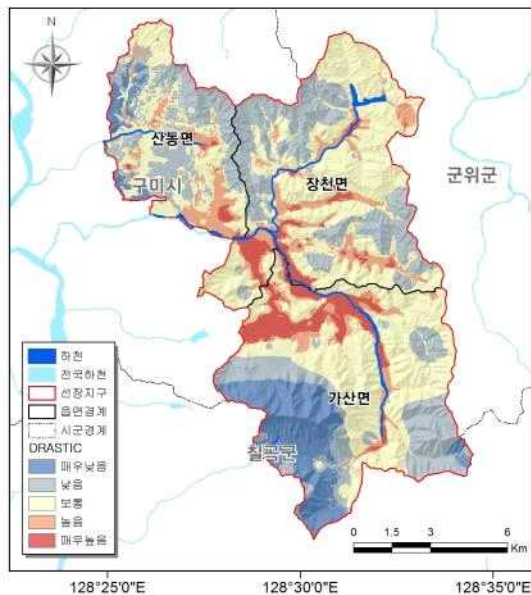 N
산동면
구미시
장천면
군위군
가산면
칠곡군
하천
전국하천
선장지구
읍면경계
시군경계
DRASTIC
매우낮음
낮음
보통
높음
매우높음
0 1.5 3 6
Km
128°25'0"E 128°30'0"E 128°35'0"E